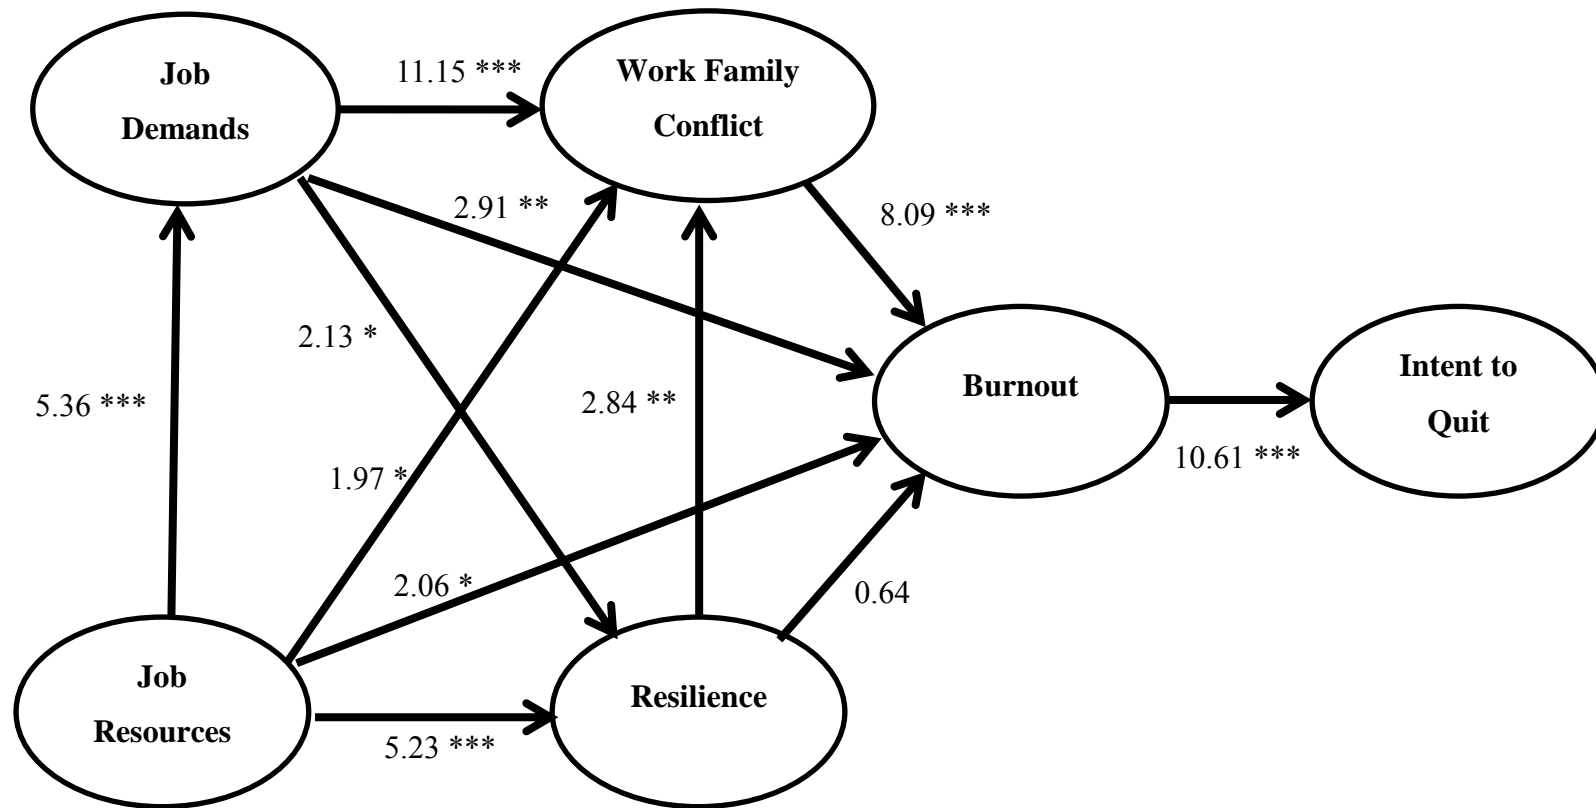 Job
Demands
11.15 ***
Work Family
Conflict
2.91 **
8.09 ***
2.13 *
5.36 ***
2.84 **
Burnout
Intent to
Quit
10.61 ***
1.97 *
2.06 *
0.64
Job
Resources
5.23 ***
Resilience